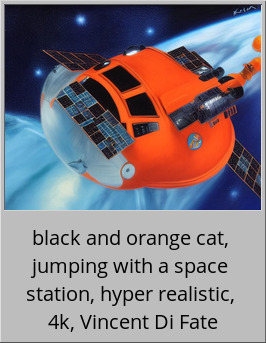 black and orange cat,
jumping with a space
station, hyper realistic,
4k, Vincent Di Fate